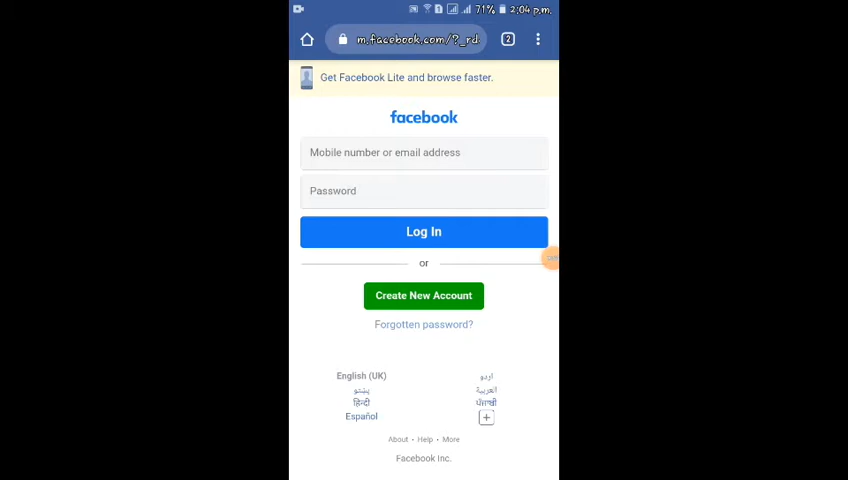 71% 2:04 p.m.
m.facebook.com/?_rd
2
Get Facebook Lite and browse faster.
facebook
Mobile number or email address
Password
Log In
or
Create New Account
Forgotten password?
English (UK) اردو
پښتو العربية
हिन्दी ਪੰਜਾਬੀ
Español +
About • Help • More
Facebook Inc.